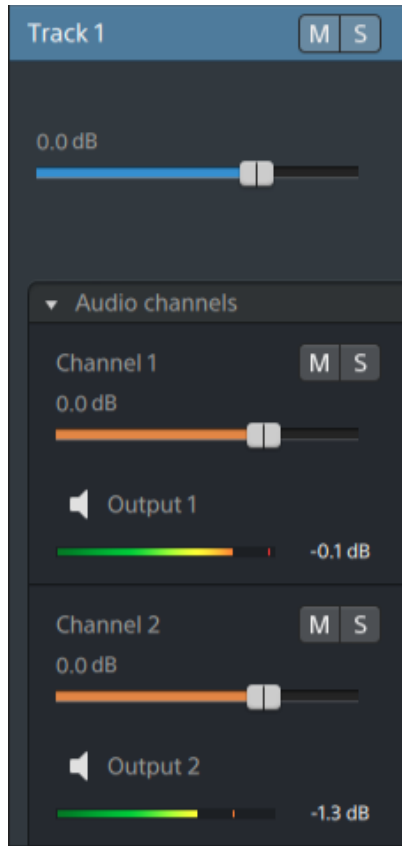 Track 1 M S
0.0 dB
Audio channels
Channel 1 M S
0.0 dB
Output 1
-0.1 dB
Channel 2 M S
0.0 dB
Output 2
-1.3 dB